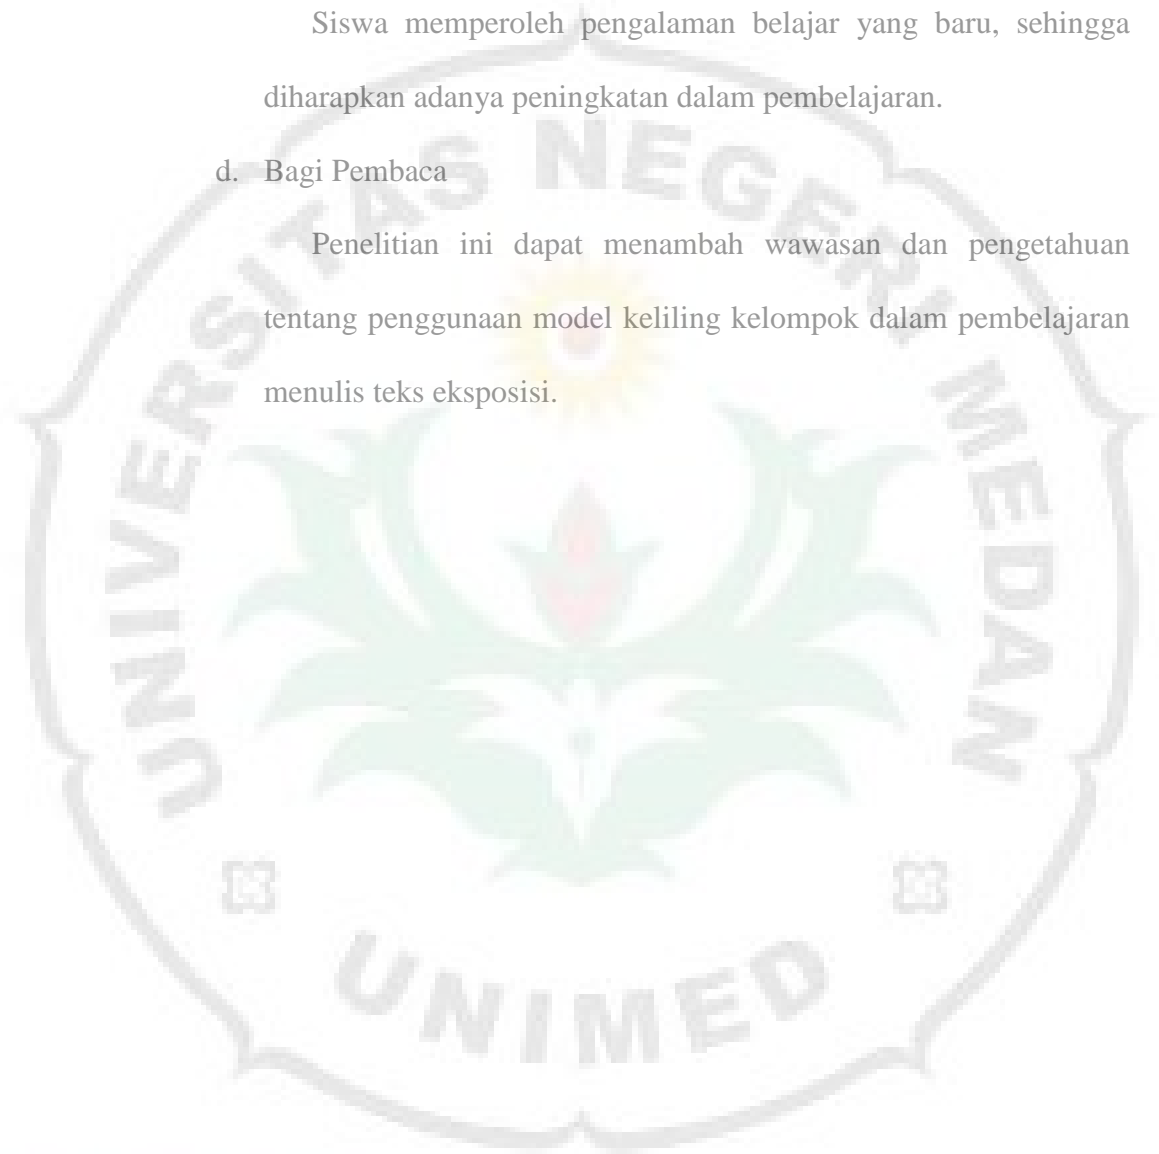 Siswa memperoleh pengalaman belajar yang baru, sehingga
diharapkan adanya peningkatan dalam pembelajaran.
d. Bagi Pembaca
Penelitian ini dapat menambah wawasan dan pengetahuan
tentang penggunaan model keliling kelompok dalam pembelajaran
menulis teks eksposisi.
UNIVERSITAS NEGERI MEDAN
UNIMED